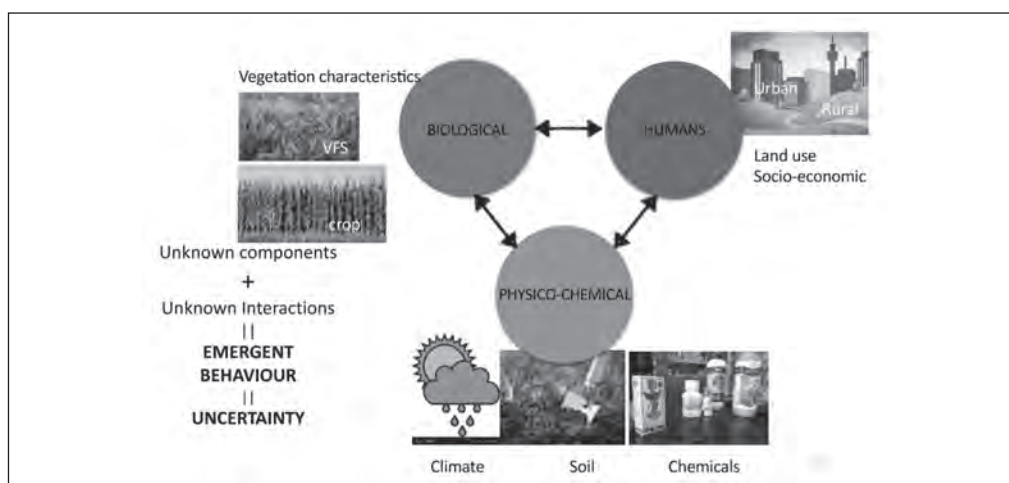 Vegetation characteristics
VFS
crop
Unknown components
+
Unknown Interactions
||
EMERGENT
BEHAVIOUR
||
UNCERTAINTY
BIOLOGICAL
HUMANS
Urban
Rural
Land use
Socio-economic
PHYSICO-CHEMICAL
Climate
Soil
Chemicals